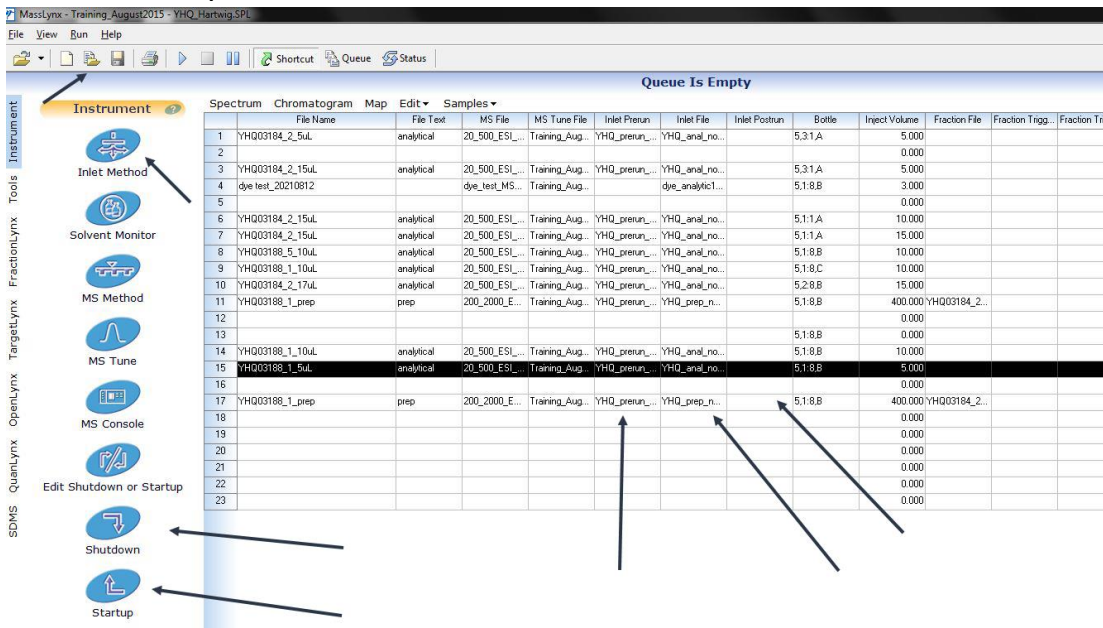 MassLynx - Training_August2015 - YHQ_Hartwig.SPL
File View Run Help
Shortcut Queue Status
Queue Is Empty
Instrument
Tools
FractionLynx
TargetLynx
OpenLynx
QuanLynx
SDMS
Instrument
Inlet Method
Solvent Monitor
MS Method
MS Tune
MS Console
Edit Shutdown or Startup
Shutdown
Startup
Spectrum Chromatogram Map Edit Samples
File Name File Text MS File MS Tune File Inlet Prerun Inlet File Inlet Postrun Bottle Inject Volume Fraction File Fraction Trigg... Fraction Tri
1 YHQ03184_2_5uL analytical 20_500_ESI_... Training_Aug... YHQ_prerun_... YHQ_anal_no... 5,3:1,A 5.000
2 0.000
3 YHQ03184_2_15uL analytical 20_500_ESI_... Training_Aug... YHQ_prerun_... YHQ_anal_no... 5,3:1,A 5.000
4 dye test_20210812 dye_test_MS... Training_Aug... dye_analytic1... 5,1:8,B 3.000
5 0.000
6 YHQ03184_2_15uL analytical 20_500_ESI_... Training_Aug... YHQ_prerun_... YHQ_anal_no... 5,1:1,A 10.000
7 YHQ03184_2_15uL analytical 20_500_ESI_... Training_Aug... YHQ_prerun_... YHQ_anal_no... 5,1:1,A 15.000
8 YHQ03188_5_10uL analytical 20_500_ESI_... Training_Aug... YHQ_prerun_... YHQ_anal_no... 5,1:8,B 10.000
9 YHQ03188_1_10uL analytical 20_500_ESI_... Training_Aug... YHQ_prerun_... YHQ_anal_no... 5,1:8,C 10.000
10 YHQ03184_2_17uL analytical 20_500_ESI_... Training_Aug... YHQ_prerun_... YHQ_anal_no... 5,2:8,B 15.000
11 YHQ03188_1_prep prep 200_2000_E... Training_Aug... YHQ_prerun_... YHQ_prep_n... 5,1:8,B 400.000 YHQ03184_2...
12 0.000
13 5,1:8,B 0.000
14 YHQ03188_1_10uL analytical 20_500_ESI_... Training_Aug... YHQ_prerun_... YHQ_anal_no... 5,1:8,B 10.000
15 YHQ03188_1_5uL analytical 20_500_ESI_... Training_Aug... YHQ_prerun_... YHQ_anal_no... 5,1:8,B 5.000
16 0.000
17 YHQ03188_1_prep prep 200_2000_E... Training_Aug... YHQ_prerun_... YHQ_prep_n... 5,1:8,B 400.000 YHQ03184_2...
18 0.000
19 0.000
20 0.000
21 0.000
22 0.000
23 0.000